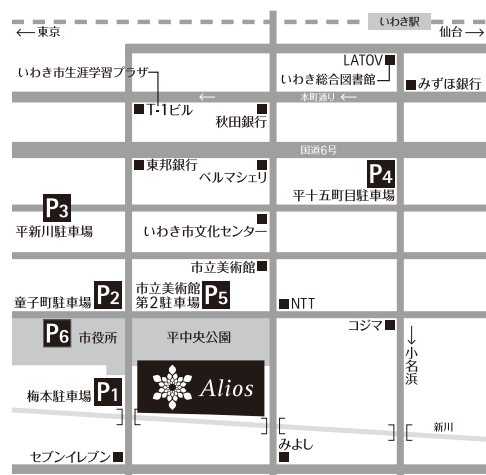 いわき駅
←東京
仙台→
LATOV
いわき市生涯学習プラザ
いわき総合図書館
みずほ銀行
← 本町通り ←
T-1ビル
秋田銀行
国道6号
東邦銀行
ベルマシェリ
P4
平十五町目駐車場
P3
平新川駐車場
いわき市文化センター
市立美術館
童子町駐車場 P2
市立美術館
第2駐車場 P5
NTT
P6 市役所
平中央公園
コジマ
→小名浜
Alios
梅本駐車場 P1
新川
セブンイレブン
みよし